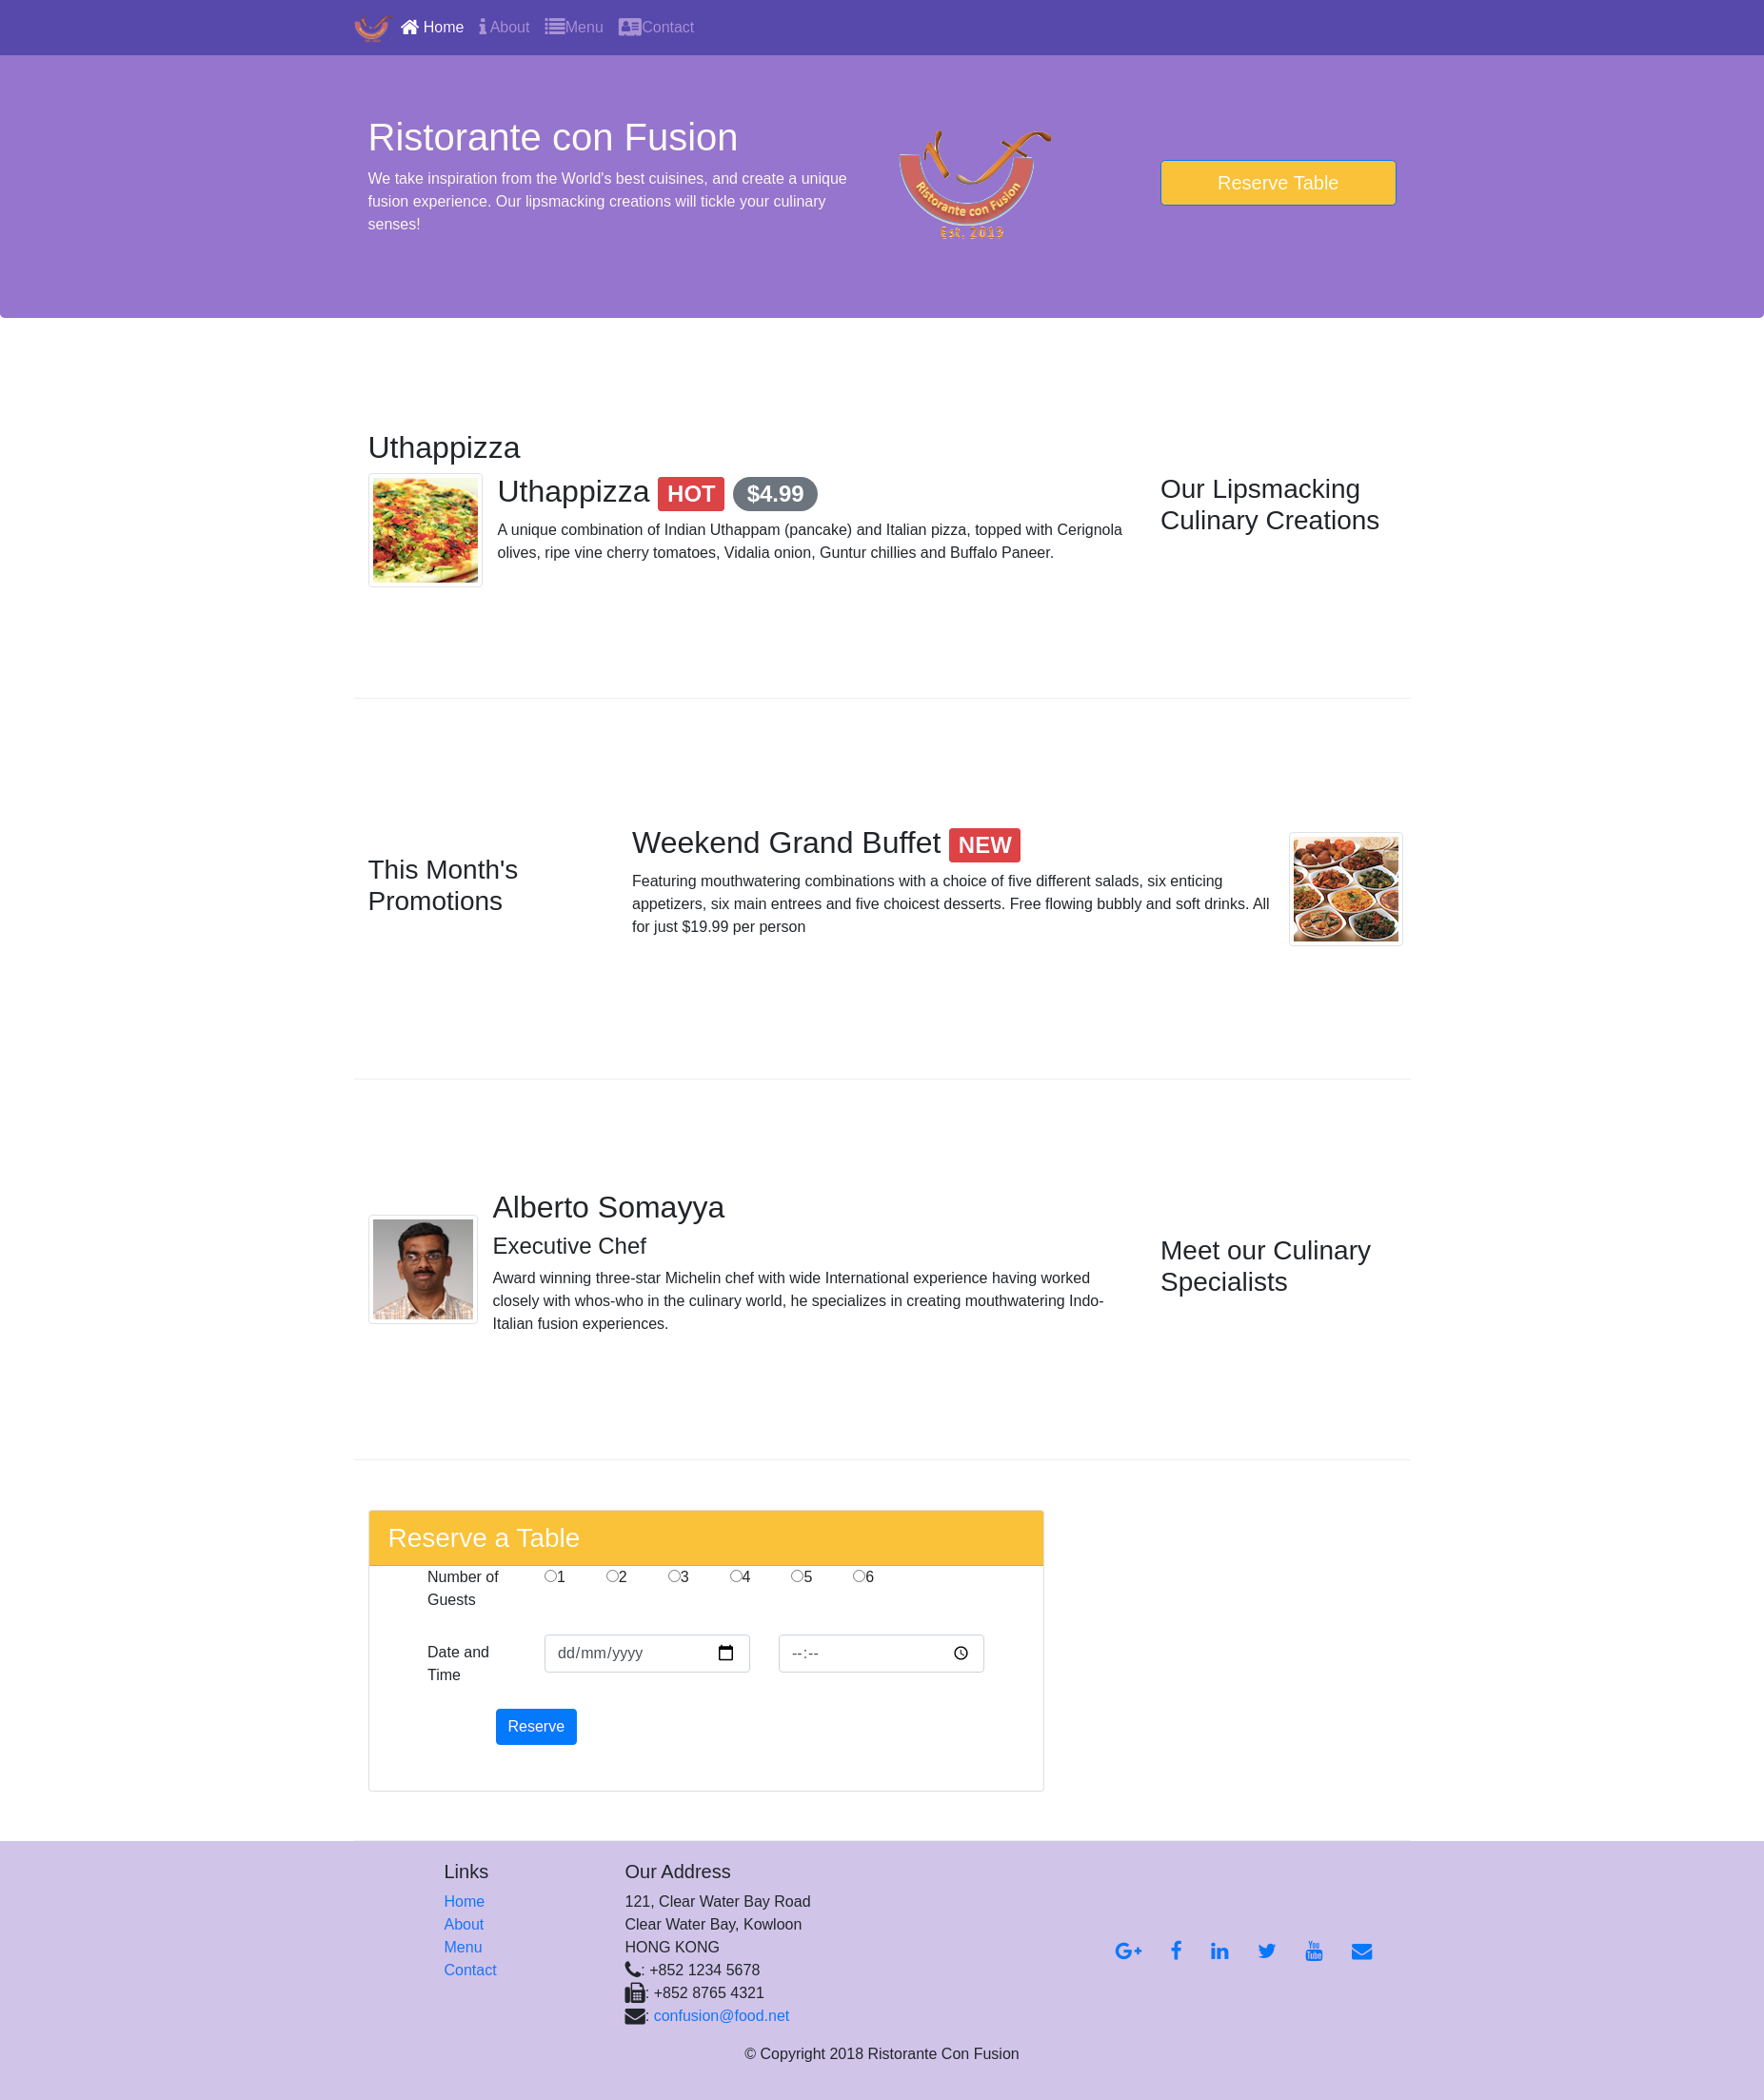 Home About Menu Contact
Ristorante con Fusion
We take inspiration from the World's best cuisines, and create a unique
fusion experience. Our lipsmacking creations will tickle your culinary
senses!
Ristorante con Fusion
Est. 2013
Reserve Table
Uthappizza
Uthappizza HOT $4.99
A unique combination of Indian Uthappam (pancake) and Italian pizza, topped with Cerignola
olives, ripe vine cherry tomatoes, Vidalia onion, Guntur chillies and Buffalo Paneer.
Our Lipsmacking
Culinary Creations
This Month's
Promotions
Weekend Grand Buffet NEW
Featuring mouthwatering combinations with a choice of five different salads, six enticing
appetizers, six main entrees and five choicest desserts. Free flowing bubbly and soft drinks. All
for just $19.99 per person
Alberto Somayya
Executive Chef
Award winning three-star Michelin chef with wide International experience having worked
closely with whos-who in the culinary world, he specializes in creating mouthwatering Indo-
Italian fusion experiences.
Meet our Culinary
Specialists
Reserve a Table
Number of
Guests
1 2 3 4 5 6
Date and
Time
dd/mm/yyyy
--:--
Reserve
Links
Home
About
Menu
Contact
Our Address
121, Clear Water Bay Road
Clear Water Bay, Kowloon
HONG KONG
: +852 1234 5678
: +852 8765 4321
: confusion@food.net
You Tube
© Copyright 2018 Ristorante Con Fusion